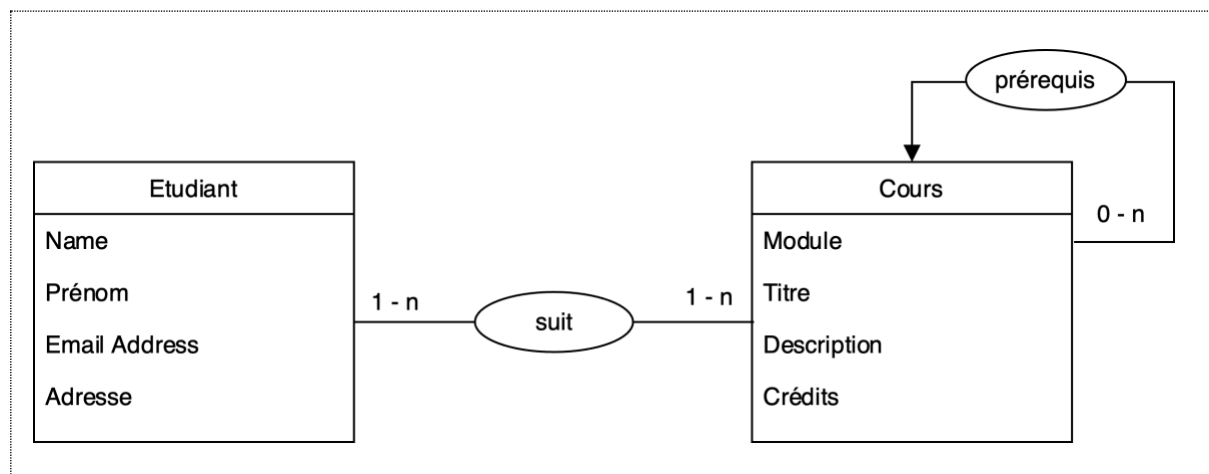 prérequis
Etudiant
Name
Prénom
Email Address
Adresse
1 - n
suit
1 - n
Cours
Module
Titre
Description
Crédits
0 - n